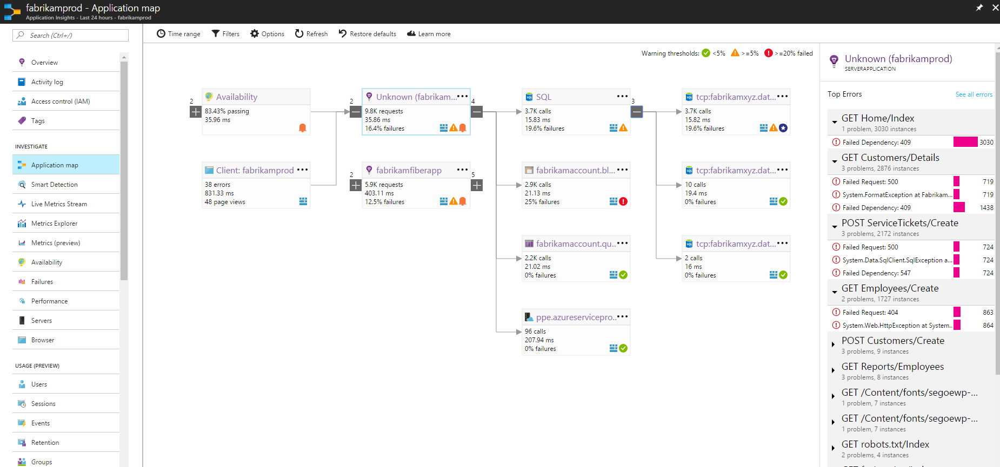 fabrikamprod - Application map
Application Insights - Last 24 hours - fabrikamprod
Search (Ctrl+/)
Overview
Activity log
Access control (IAM)
Tags
INVESTIGATE
Application map
Smart Detection
Live Metrics Stream
Metrics Explorer
Metrics (preview)
Availability
Failures
Performance
Servers
Browser
USAGE (PREVIEW)
Users
Sessions
Events
Retention
Groups
Time range Filters Options Refresh Restore defaults Learn more
Warning thresholds: <5% >=5% >=20% failed
2
Availability
83.43% passing
35.96 ms
Client: fabrikamprod
38 errors
831.33 ms
48 page views
2
Unknown (fabrikam...
9.8K requests
35.86 ms
16.4% failures
4
2
fabrikamfiberapp
5.9K requests
403.11 ms
12.5% failures
5
SQL
3.7K calls
15.83 ms
19.6% failures
3
fabrikamaccount.bl...
2.9K calls
21.13 ms
25% failures
fabrikamaccount.qu...
2.2K calls
21.02 ms
0% failures
ppe.azureservicepro...
96 calls
207.94 ms
0% failures
tcp:fabrikamxyz.dat...
3.7K calls
15.82 ms
19.6% failures
tcp:fabrikamxyz.dat...
10 calls
19.4 ms
0% failures
tcp:fabrikamxyz.dat...
2 calls
16 ms
0% failures
Unknown (fabrikamprod)
SERVERAPPLICATION
Top Errors See all errors
GET Home/Index
1 problem, 3030 instances
Failed Dependency: 409 3030
GET Customers/Details
3 problems, 2876 instances
Failed Request: 500 719
System.FormatException at Fabrikam... 719
Failed Dependency: 409 1438
POST ServiceTickets/Create
3 problems, 2172 instances
Failed Request: 500 724
System.Data.SqlClient.SqlException a... 724
Failed Dependency: 547 724
GET Employees/Create
2 problems, 1727 instances
Failed Request: 404 863
System.Web.HttpException at System... 864
POST Customers/Create
3 problems, 9 instances
GET Reports/Employees
3 problems, 8 instances
GET /Content/fonts/segoewp-...
1 problem, 7 instances
GET /Content/fonts/segoewp-...
1 problem, 7 instances
GET robots.txt/Index
2 problems, 4 instances